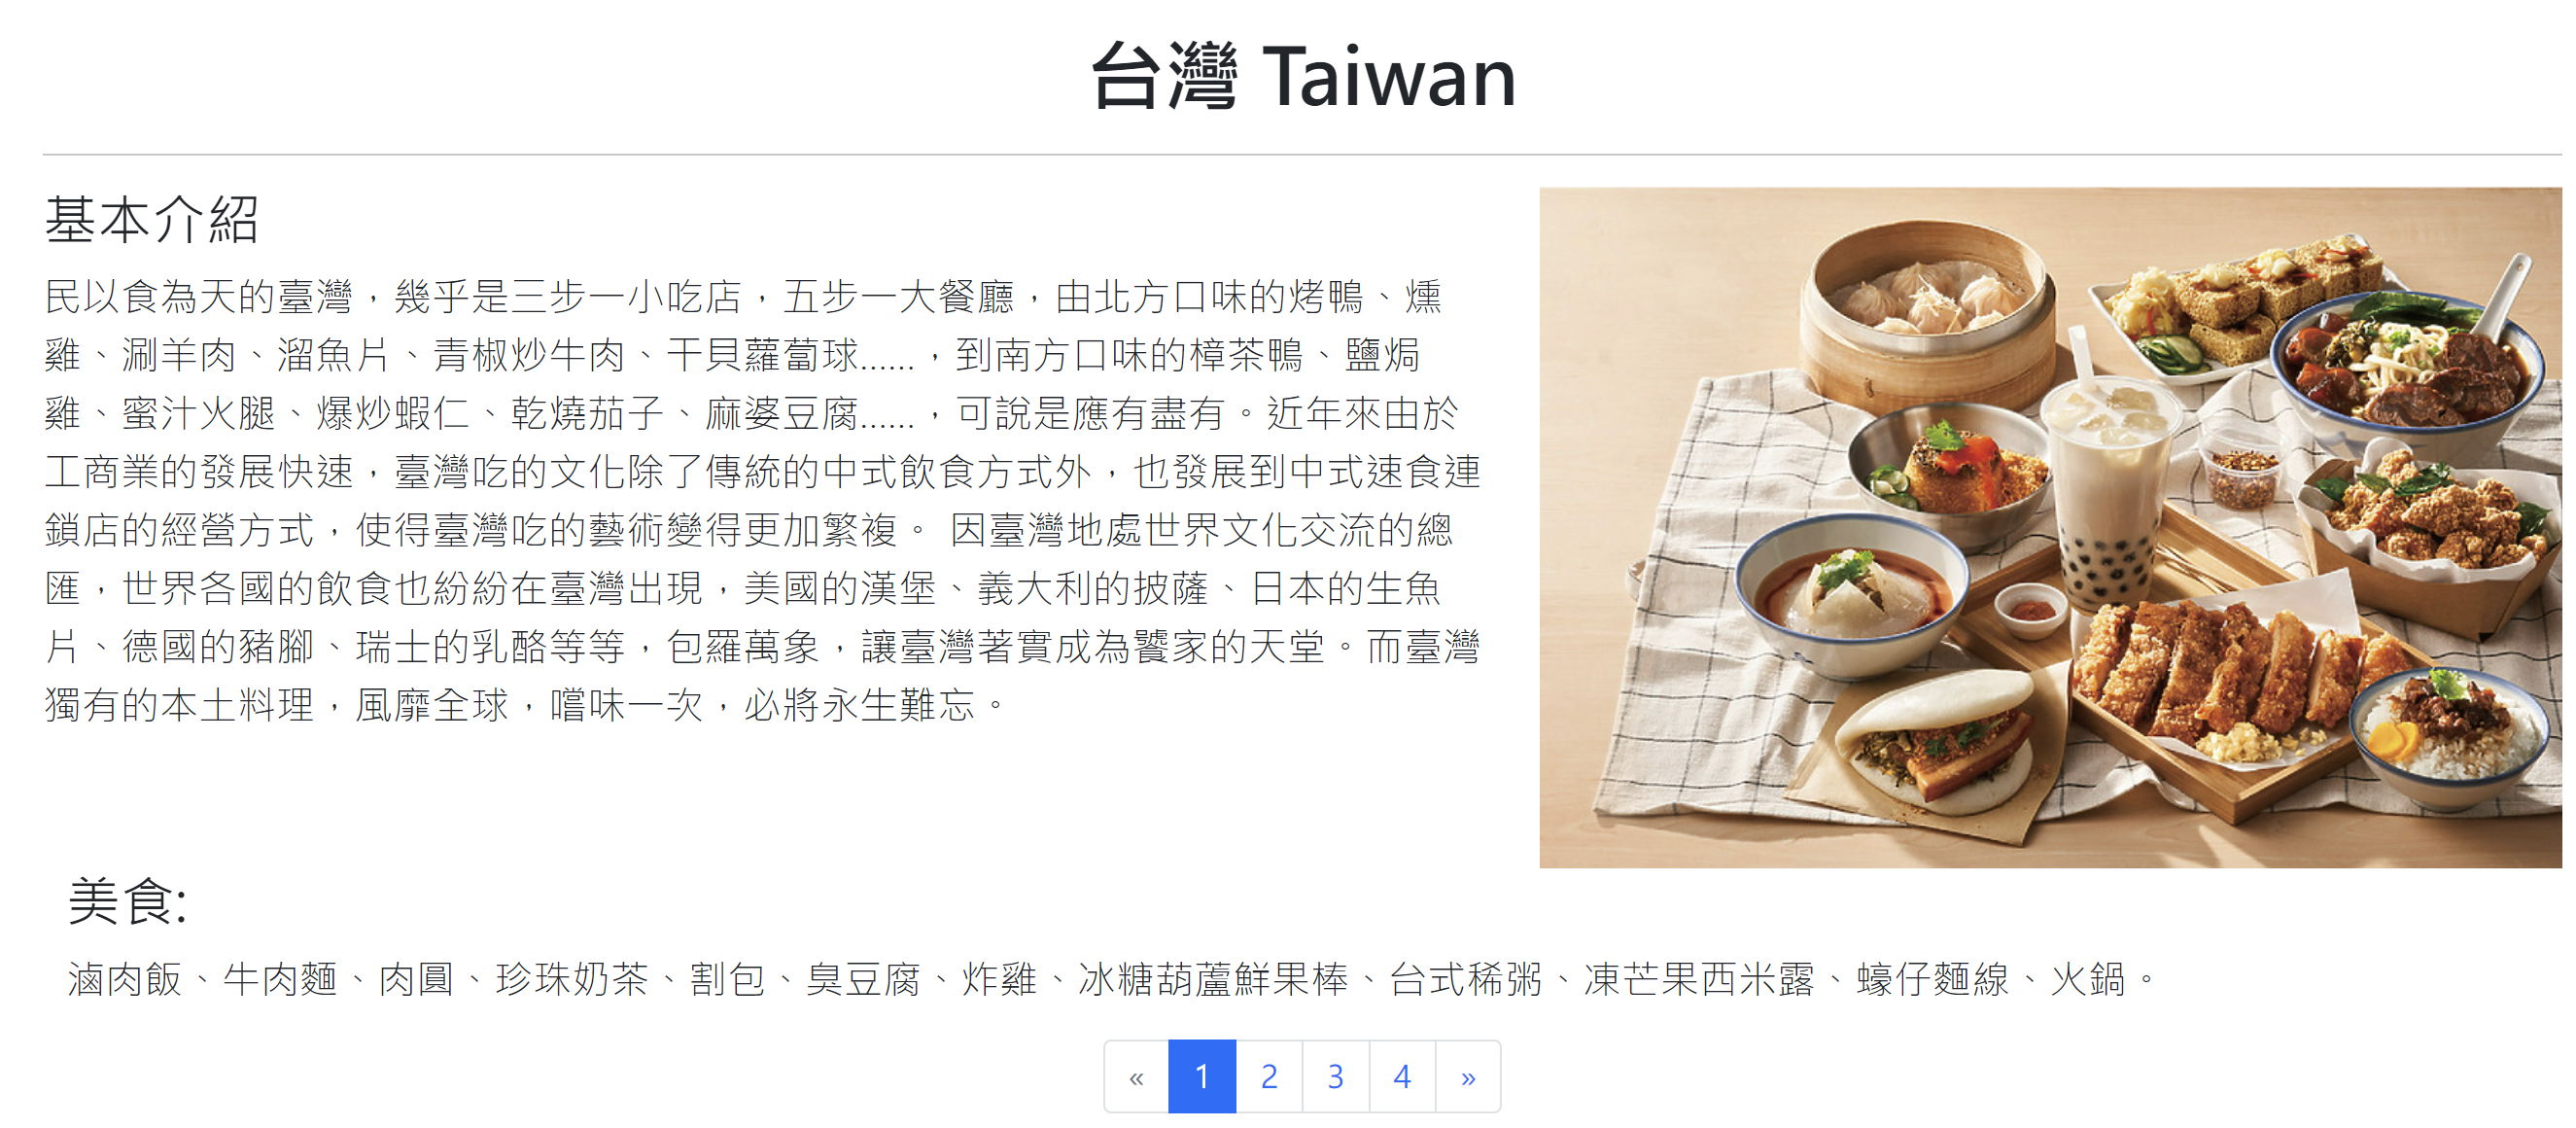 台灣 Taiwan
基本介紹
民以食為天的臺灣，幾乎是三步一小吃店，五步一大餐廳，由北方口味的烤鴨、燻
雞、涮羊肉、溜魚片、青椒炒牛肉、干貝蘿蔔球......，到南方口味的樟茶鴨、鹽焗
雞、蜜汁火腿、爆炒蝦仁、乾燒茄子、麻婆豆腐......，可說是應有盡有。近年來由於
工商業的發展快速，臺灣吃的文化除了傳統的中式飲食方式外，也發展到中式速食連
鎖店的經營方式，使得臺灣吃的藝術變得更加繁複。 因臺灣地處世界文化交流的總
匯，世界各國的飲食也紛紛在臺灣出現，美國的漢堡、義大利的披薩、日本的生魚
片、德國的豬腳、瑞士的乳酪等等，包羅萬象，讓臺灣著實成為饕家的天堂。而臺灣
獨有的本土料理，風靡全球，嚐味一次，必將永生難忘。
美食:
滷肉飯、牛肉麵、肉圓、珍珠奶茶、割包、臭豆腐、炸雞、冰糖葫蘆鮮果棒、台式稀粥、凍芒果西米露、蠔仔麵線、火鍋。
« 1 2 3 4 »